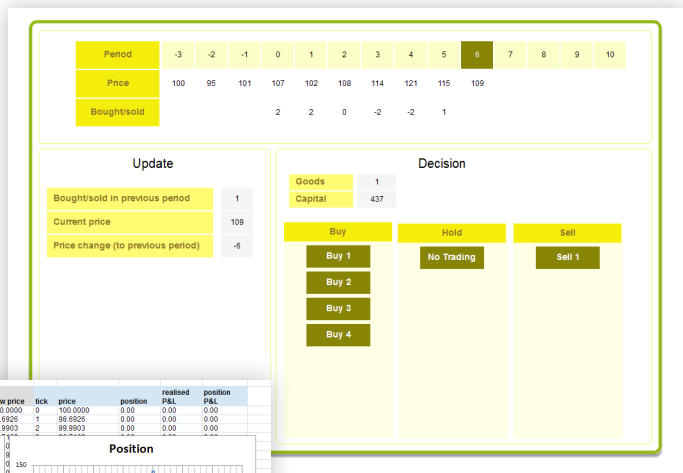 Period -3 -2 -1 0 1 2 3 4 5 6 7 8 9 10
Price 100 95 101 107 102 108 114 121 115 109
Bought/sold 2 2 0 -2 -2 1
Update
Bought/sold in previous period 1
Current price 109
Price change (to previous period) -6
Decision
Goods 1
Capital 437
Buy Hold Sell
Buy 1 No Trading Sell 1
Buy 2
Buy 3
Buy 4
realised position
price tick price position P&L P&L
0 100.0000 0.00 0.00 0.00
.6926 1 98.6926 0.00 0.00 0.00
.9903 2 99.9903 0.00 0.00 0.00
Position
150